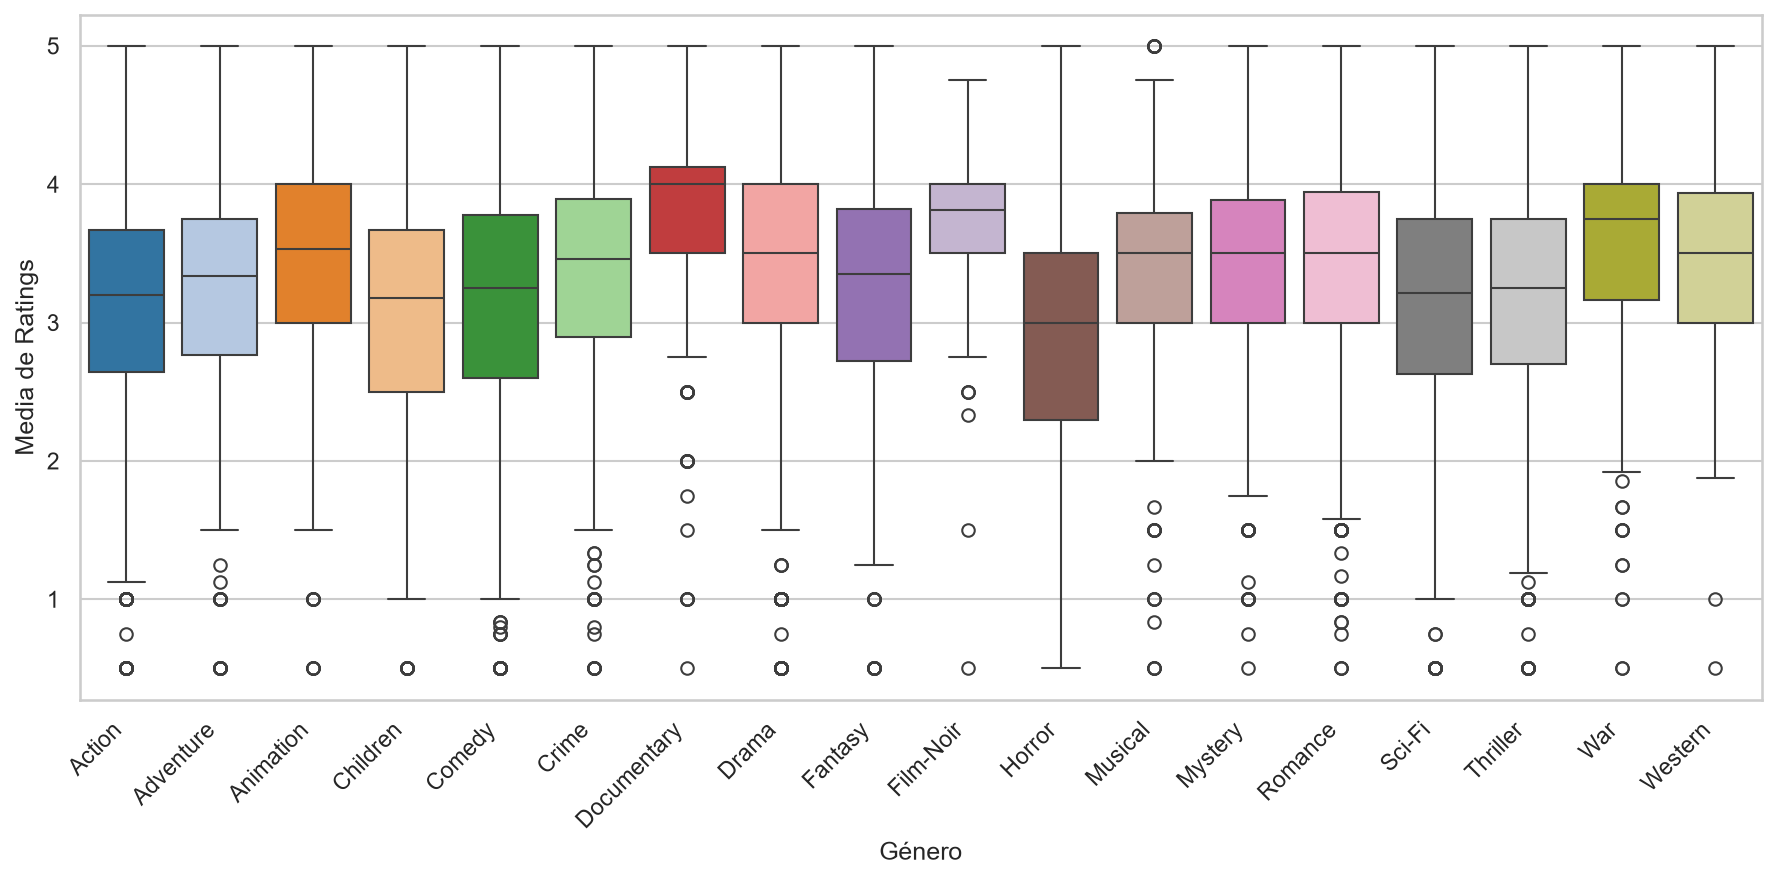 Media de Ratings
5
4
3
2
1
Action
Adventure
Animation
Children
Comedy
Crime
Documentary
Drama
Fantasy
Film-Noir
Horror
Musical
Mystery
Romance
Sci-Fi
Thriller
War
Western
Género